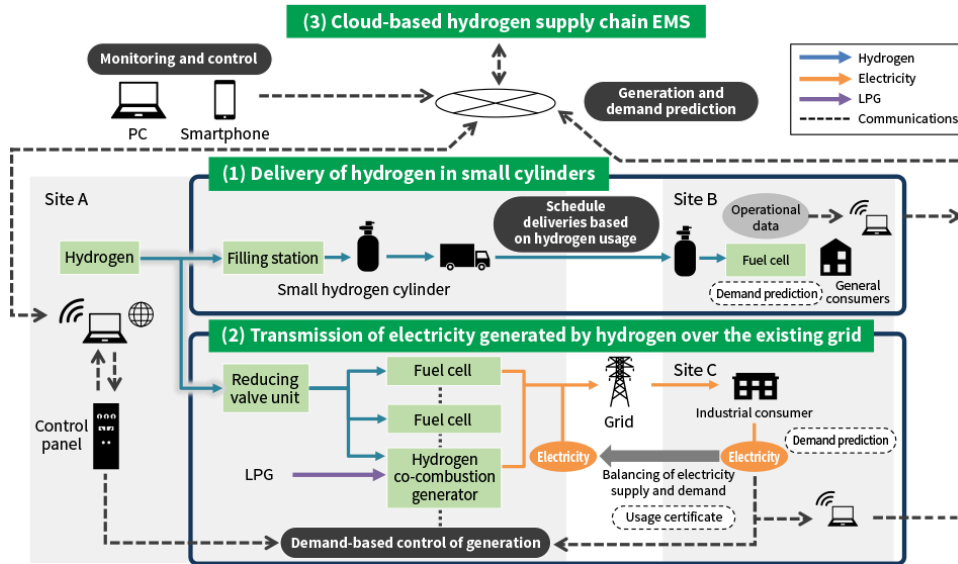 (3) Cloud-based hydrogen supply chain EMS
Monitoring and control
PC
Smartphone
Generation and
demand prediction
Hydrogen
Electricity
LPG
Communications
(1) Delivery of hydrogen in small cylinders
Site A
Hydrogen
Filling station
Small hydrogen cylinder
Schedule
deliveries based
on hydrogen usage
Site B
Operational
data
Fuel cell
Demand prediction
General
consumers
(2) Transmission of electricity generated by hydrogen over the existing grid
Control
panel
Reducing
valve unit
Fuel cell
Fuel cell
LPG
Hydrogen
co-combustion
generator
Electricity
Grid
Site C
Industrial consumer
Demand prediction
Electricity
Balancing of electricity
supply and demand
Usage certificate
Demand-based control of generation